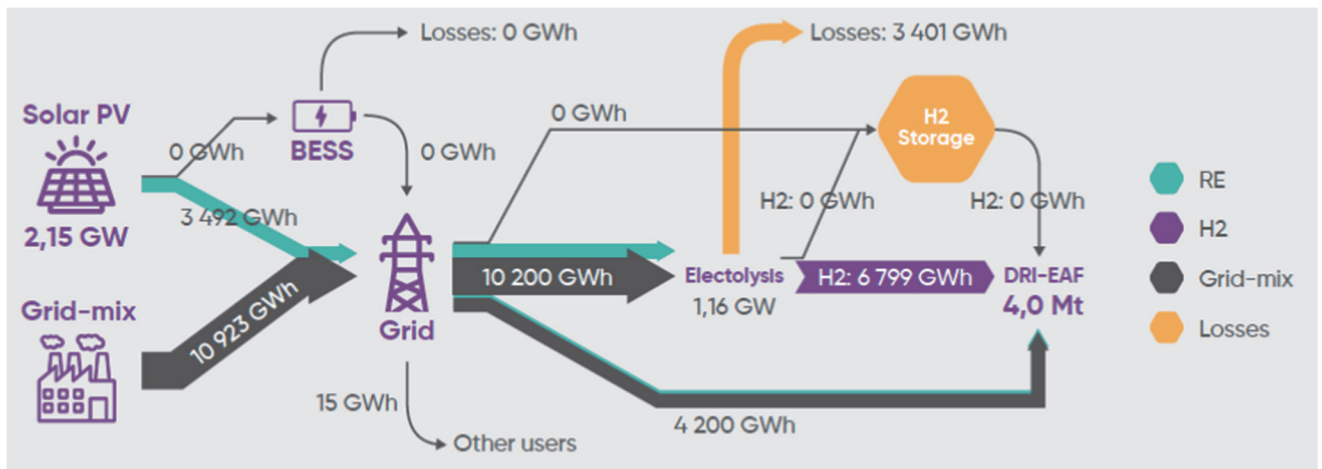 Losses: 0 GWh
Losses: 3 401 GWh
Solar PV
0 GWh
BESS
0 GWh
0 GWh
H2
Storage
3 492 GWh
2,15 GW
H2: 0 GWh
H2: 0 GWh
RE
H2
Grid-mix
Losses
10 200 GWh
Electolysis
1,16 GW
H2: 6 799 GWh
DRI-EAF
4,0 Mt
Grid-mix
10 923 GWh
Grid
15 GWh
Other users
4 200 GWh